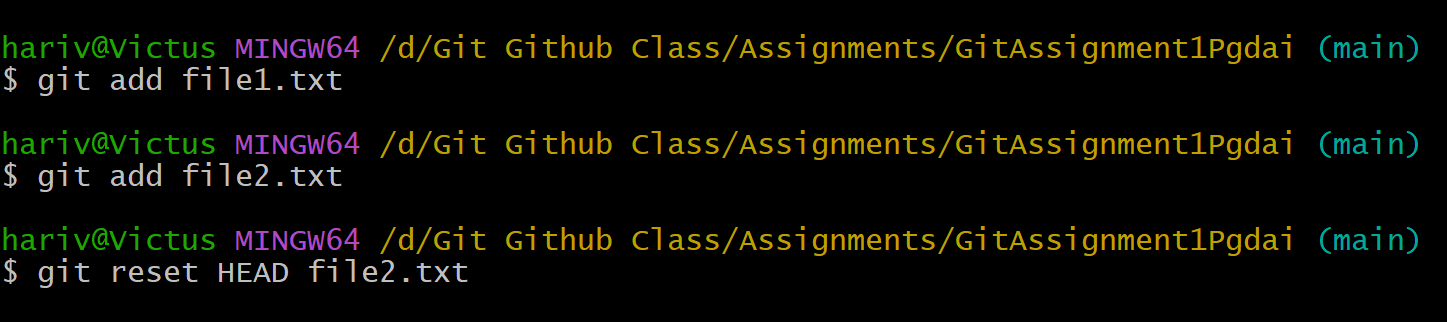 hariv@Victus MINGW64 /d/Git Github Class/Assignments/GitAssignment1Pgdai (main)
$ git add file1.txt
hariv@Victus MINGW64 /d/Git Github Class/Assignments/GitAssignment1Pgdai (main)
$ git add file2.txt
hariv@Victus MINGW64 /d/Git Github Class/Assignments/GitAssignment1Pgdai (main)
$ git reset HEAD file2.txt